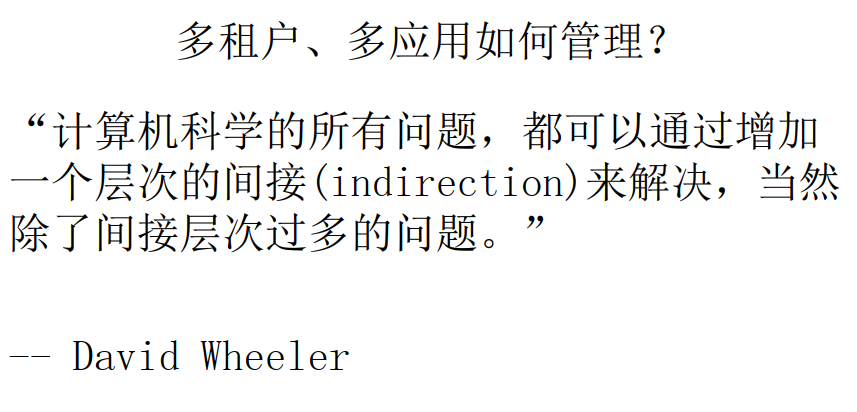 多租户、多应用如何管理？
“计算机科学的所有问题，都可以通过增加
一个层次的间接(indirection)来解决，当然
除了间接层次过多的问题。”
-- David Wheeler